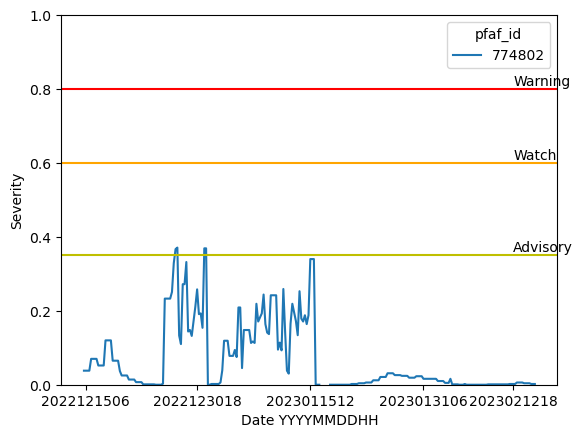 pfaf_id
774802
1.0
Warning
0.8
Watch
0.6
Severity
0.4
Advisory
0.2
0.0
2022121506 2022123018 2023011512 2023013106 2023021218
Date YYYYMMDDHH